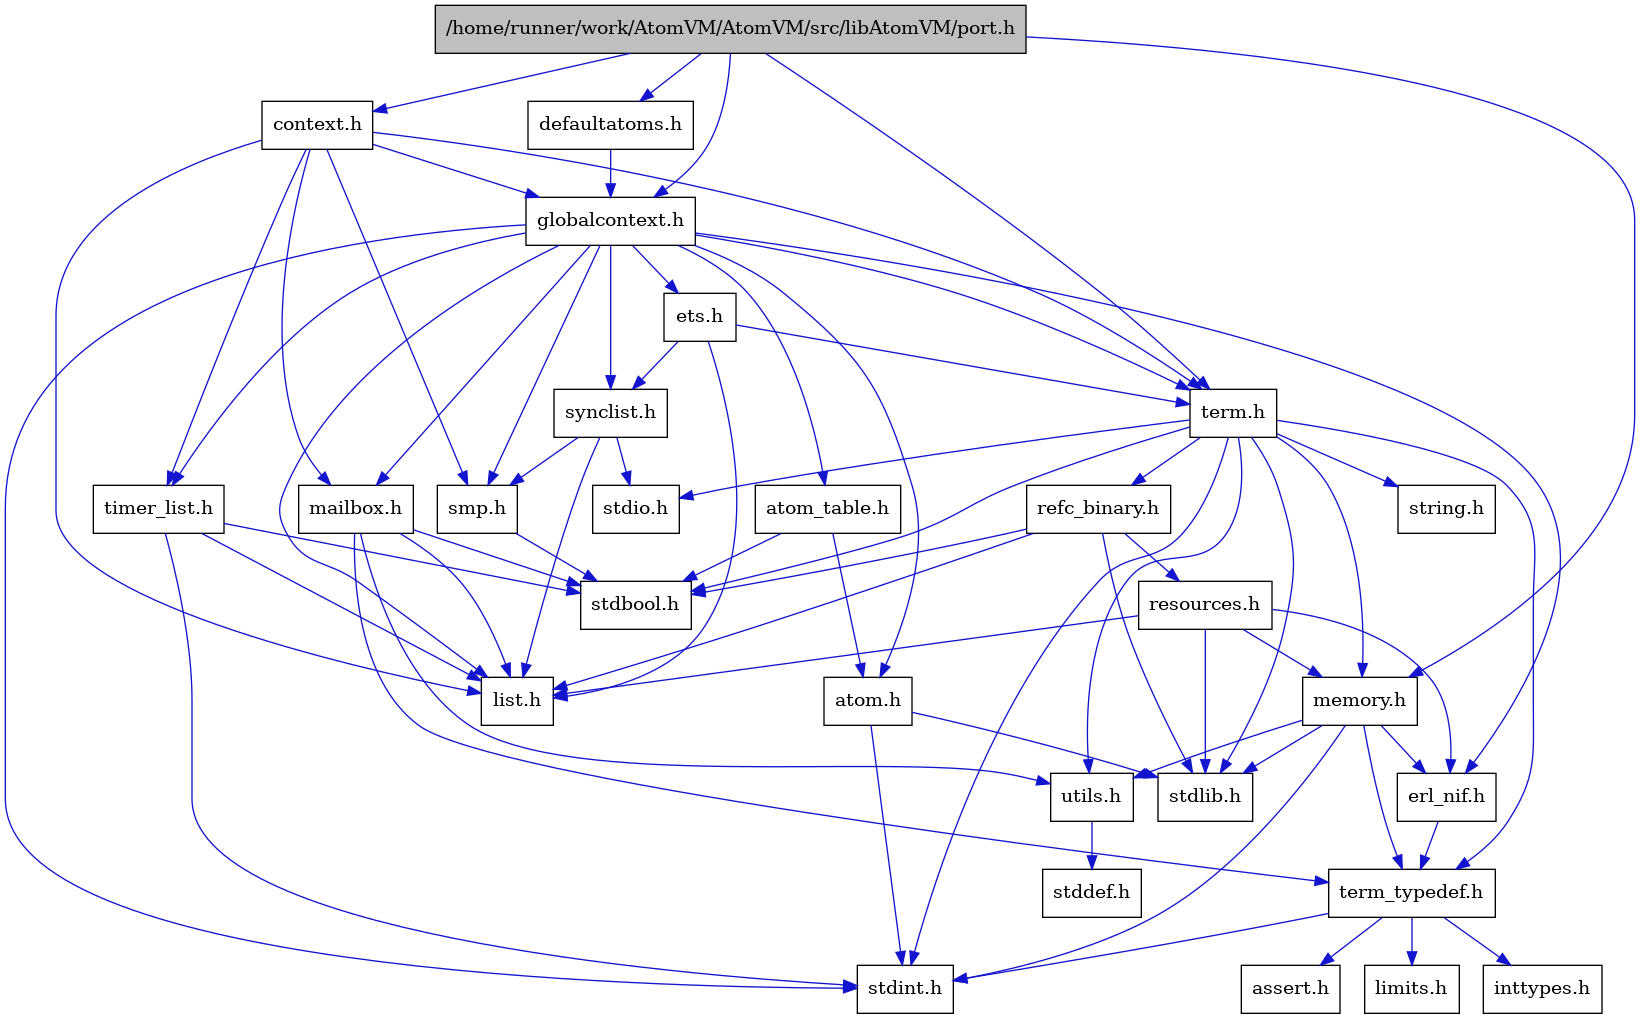 /home/runner/work/AtomVM/AtomVM/src/libAtomVM/port.h
context.h
defaultatoms.h
globalcontext.h
ets.h
synclist.h
term.h
timer_list.h
mailbox.h
smp.h
stdio.h
atom_table.h
refc_binary.h
string.h
stdbool.h
resources.h
list.h
atom.h
memory.h
utils.h
stdlib.h
erl_nif.h
stddef.h
term_typedef.h
stdint.h
assert.h
limits.h
inttypes.h